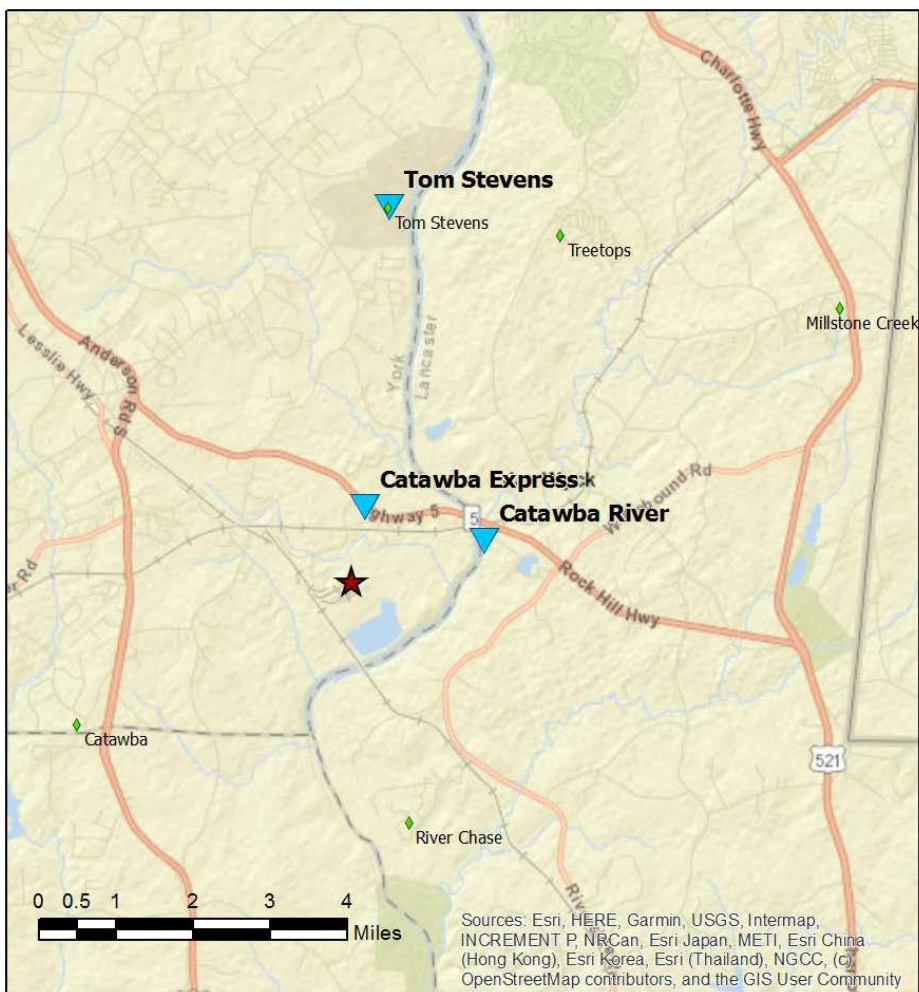 Charlotte Hwy
Tom Stevens
Tom Stevens
Treetops
Millstone Creek
York
Lancaster
Lesslie Hwy
Anderson Rd S
Catawba Express
Highway 5
5
Catawba River
Rd
Rock Hill Hwy
Rd
Catawba
521
River Chase
0 0.5 1 2 3 4
Miles
Sources: Esri, HERE, Garmin, USGS, Intermap,
INCREMENT P, NRCan, Esri Japan, METI, Esri China
(Hong Kong), Esri Korea, Esri (Thailand), NGCC, (c)
OpenStreetMap contributors, and the GIS User Community